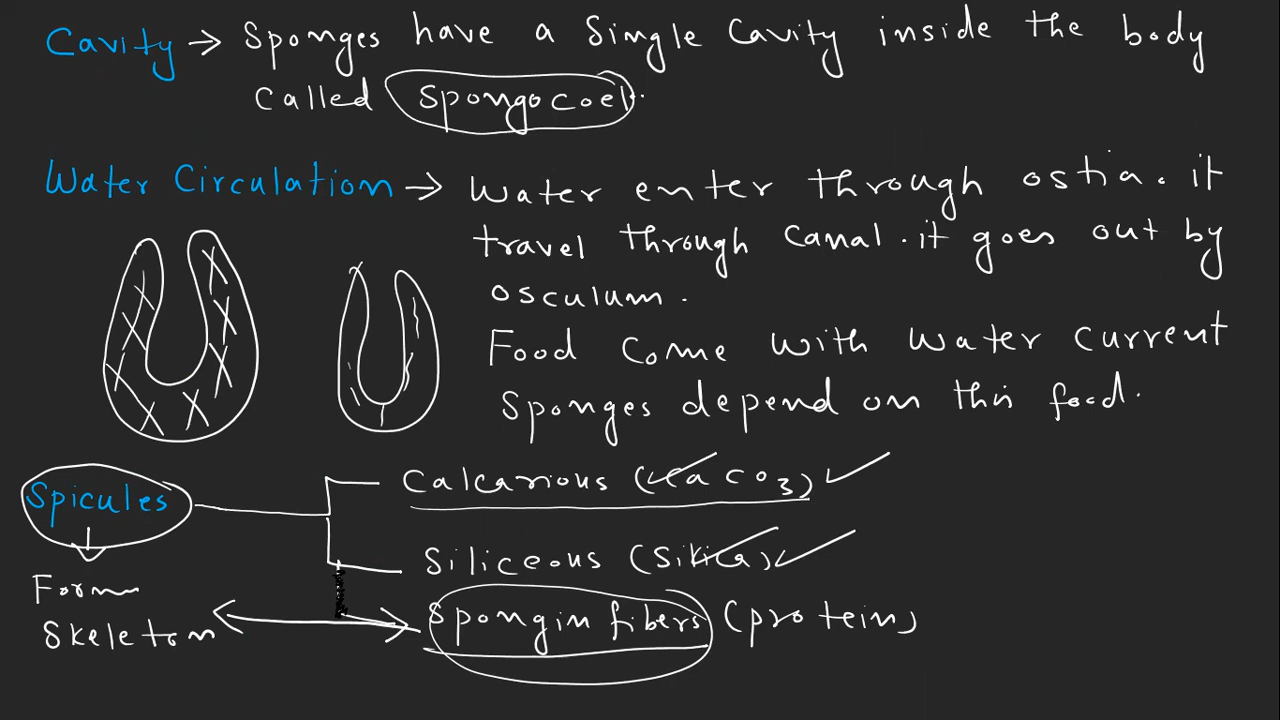 Cavity → Sponges have a Single Cavity inside the body
Called Spongocoel.
Water Circulation → Water enter through ostia. it
travel through Canal. it goes out by
osculum.
Food Come with Water current
Sponges depend on this food.
Spicules
Calcarious (CaCO3)
Siliceous (Silica)
Form
Skeleton
Spongin fibers (protein)